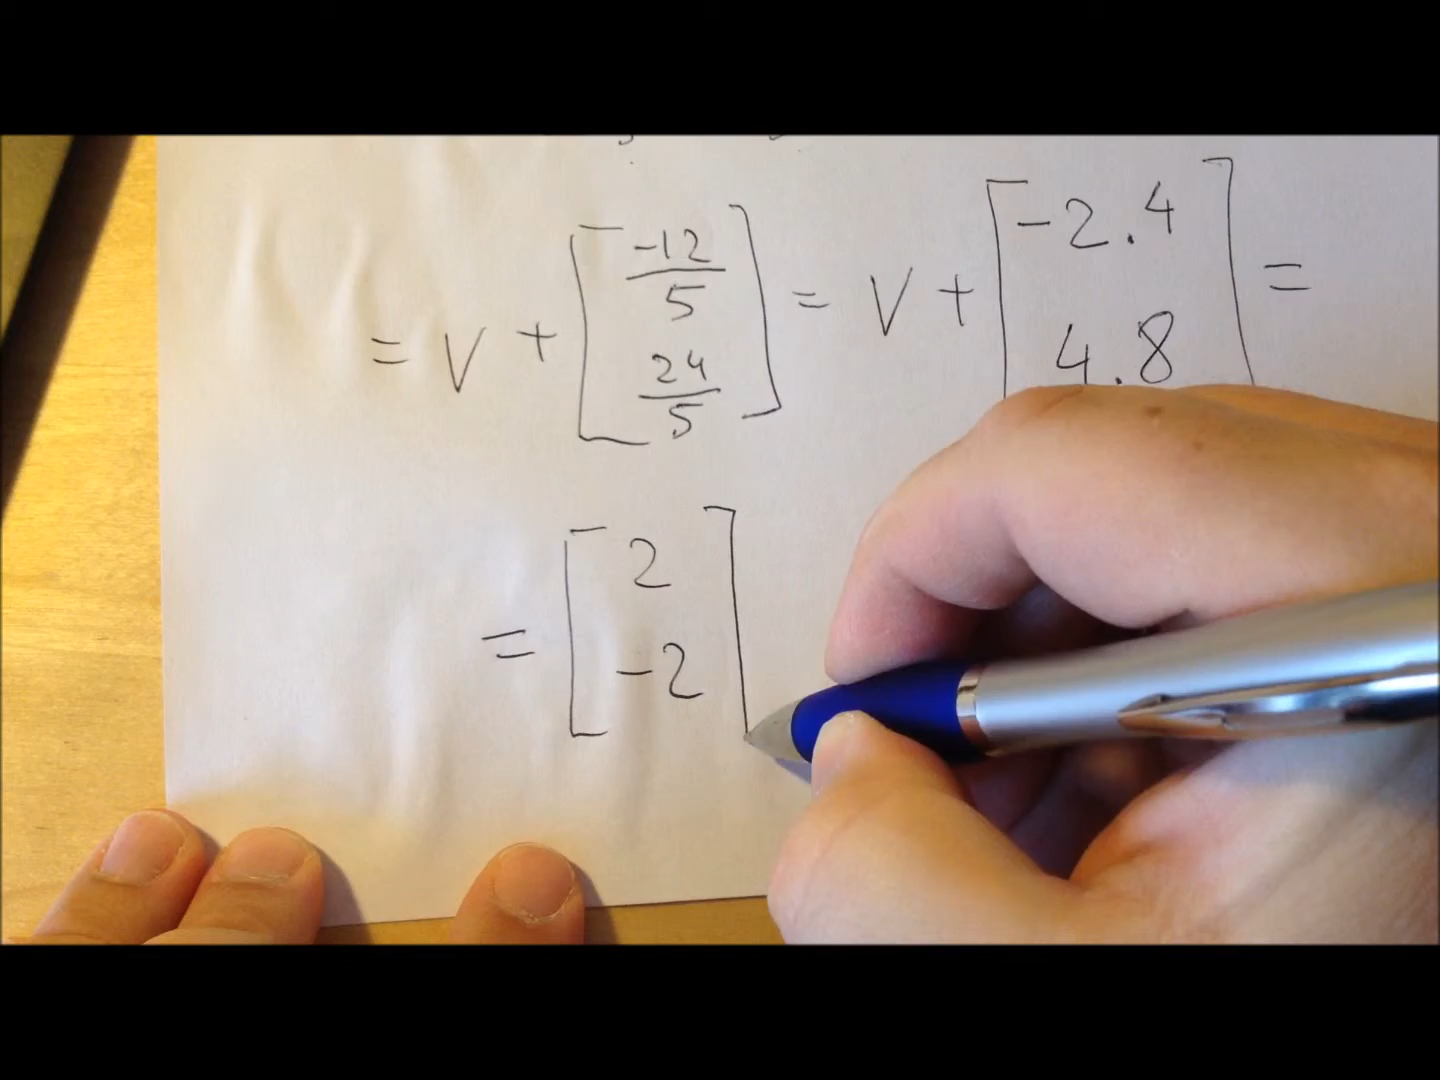 = V + [ -12/5 24/5 ] = V + [ -2.4 4.8 ] =
= [ 2 -2 ]